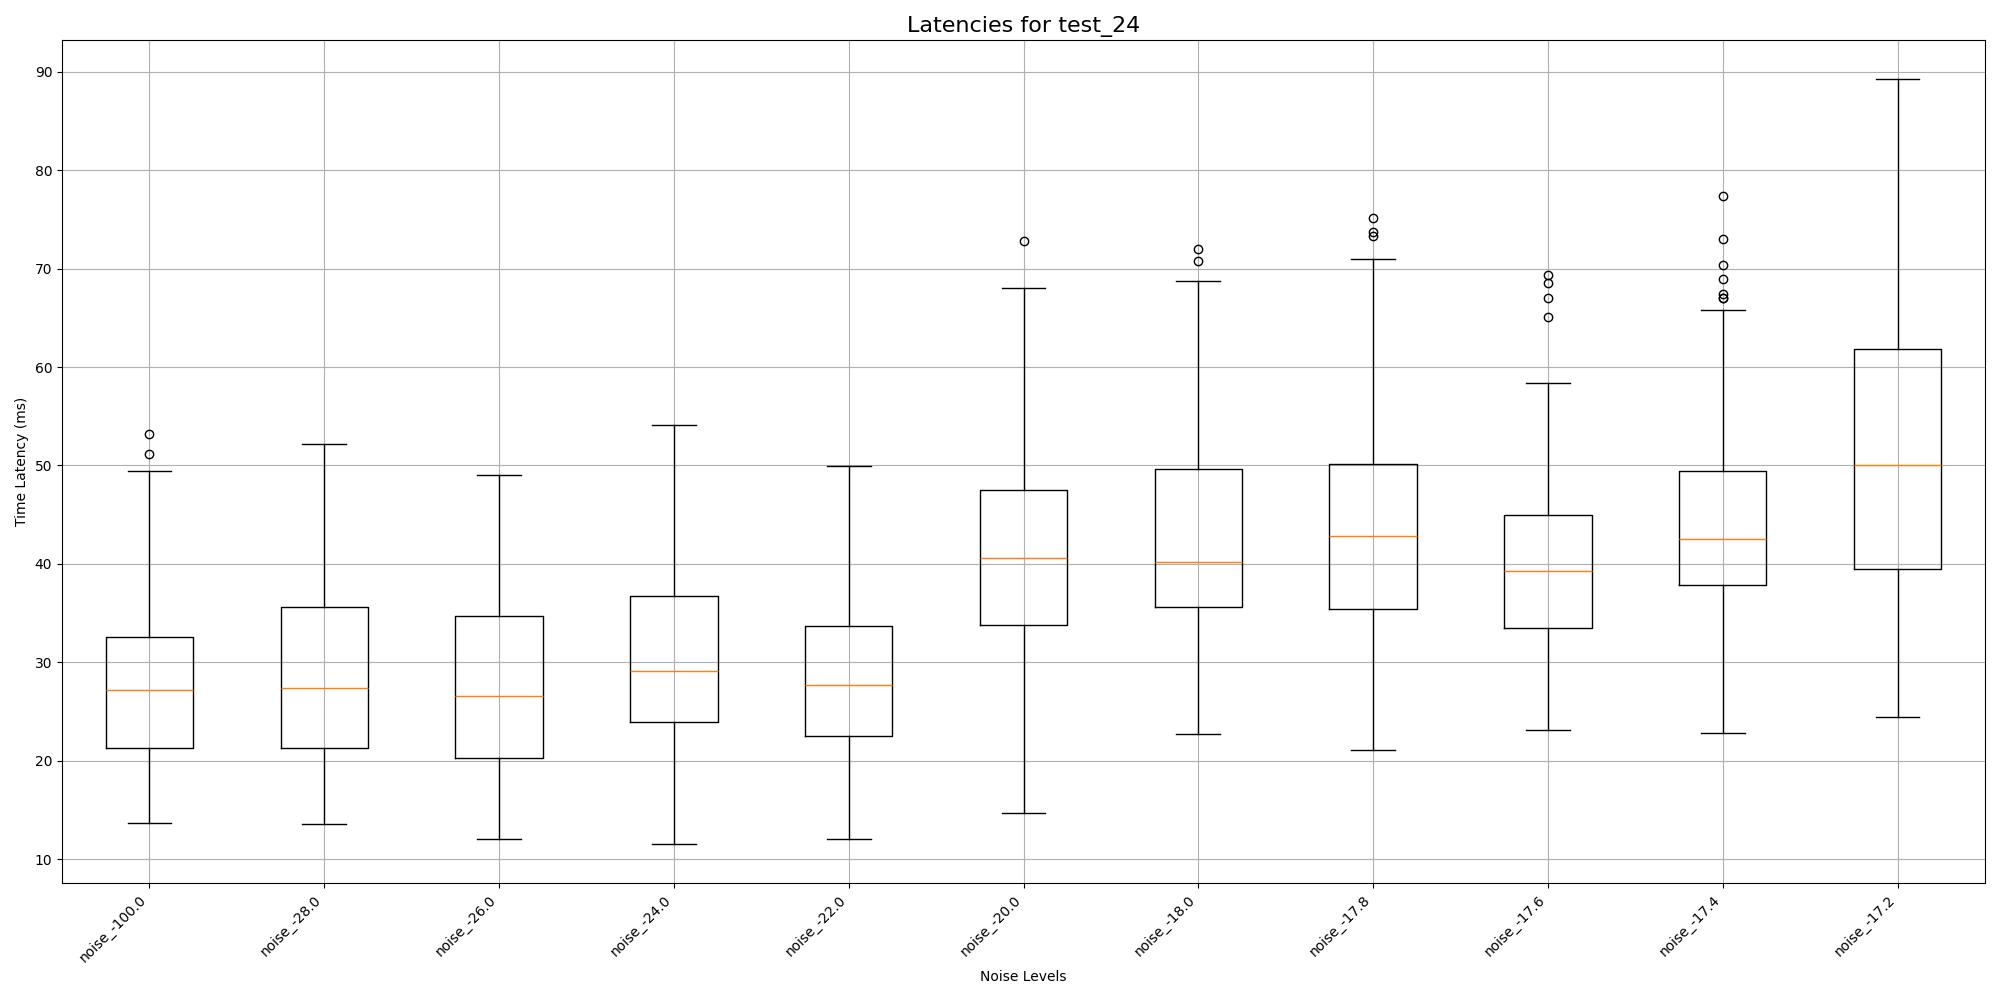 Latencies for test_24
Time Latency (ms)
90
80
70
60
50
40
30
20
10
noise_-100.0
noise_-28.0
noise_-26.0
noise_-24.0
noise_-22.0
noise_-20.0
noise_-18.0
noise_-17.8
noise_-17.6
noise_-17.4
noise_-17.2
Noise Levels